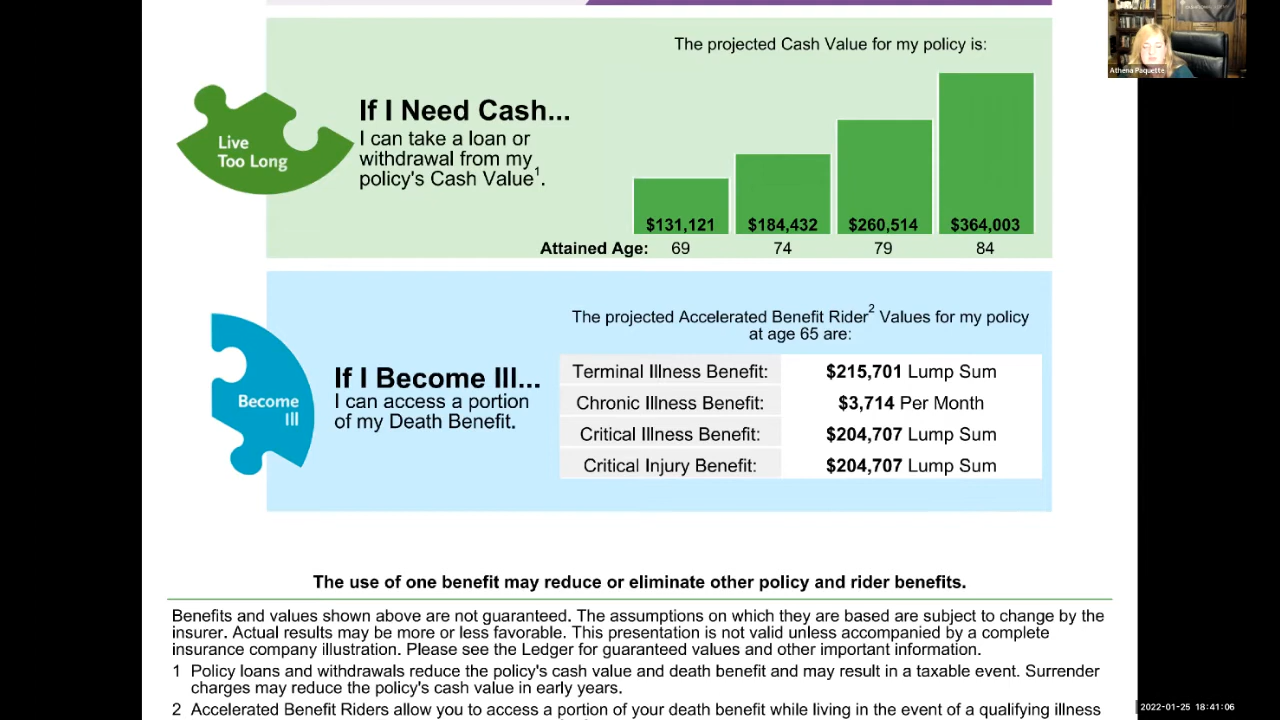 The projected Cash Value for my policy is:
Athena Paquette
Live
Too Long
If I Need Cash...
I can take a loan or
withdrawal from my
policy's Cash Value1.
$131,121 $184,432 $260,514 $364,003
Attained Age: 69 74 79 84
The projected Accelerated Benefit Rider2 Values for my policy
at age 65 are:
Become
Ill
If I Become Ill...
I can access a portion
of my Death Benefit.
Terminal Illness Benefit: $215,701 Lump Sum
Chronic Illness Benefit: $3,714 Per Month
Critical Illness Benefit: $204,707 Lump Sum
Critical Injury Benefit: $204,707 Lump Sum
The use of one benefit may reduce or eliminate other policy and rider benefits.
Benefits and values shown above are not guaranteed. The assumptions on which they are based are subject to change by the
insurer. Actual results may be more or less favorable. This presentation is not valid unless accompanied by a complete
insurance company illustration. Please see the Ledger for guaranteed values and other important information.
1 Policy loans and withdrawals reduce the policy's cash value and death benefit and may result in a taxable event. Surrender
charges may reduce the policy's cash value in early years.
2 Accelerated Benefit Riders allow you to access a portion of your death benefit while living in the event of a qualifying illness
2022-01-25 18:41:06